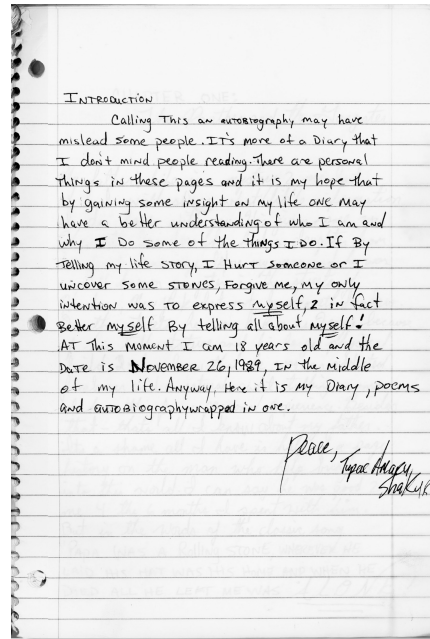 INTRODUCTION
Calling This an autobiography may have
mislead some people. IT's more of a Diary that
I don't mind people reading. There are personal
Things in these pages and it is my hope that
by gaining some insight on my life one may
have a better understanding of who I am and
why I Do some of the things I Do. If By
Telling my life story, I Hurt someone or I
uncover some stones, Forgive me, my only
intention was to express myself, 2 in fact
Better myself By telling all about myself!
AT This moment I am 18 years old and the
Date is November 26, 1989, In the middle
of my life. Anyway, Here it is my Diary, poems
and autobiography wrapped in one.
Peace,
Tupac Amaru
Shakur